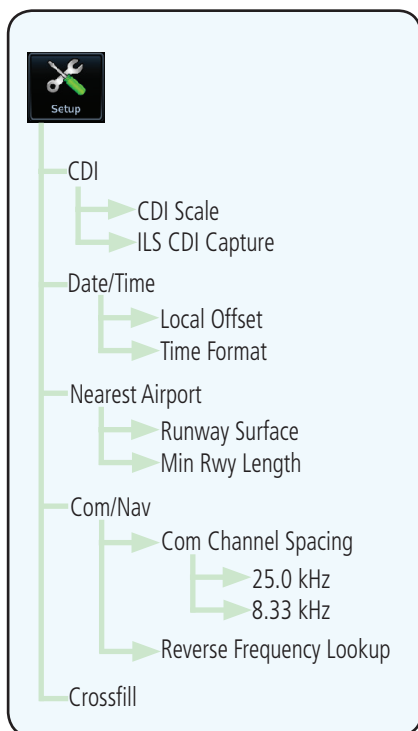 Setup
CDI
CDI Scale
ILS CDI Capture
Date/Time
Local Offset
Time Format
Nearest Airport
Runway Surface
Min Rwy Length
Com/Nav
Com Channel Spacing
25.0 kHz
8.33 kHz
Reverse Frequency Lookup
Crossfill